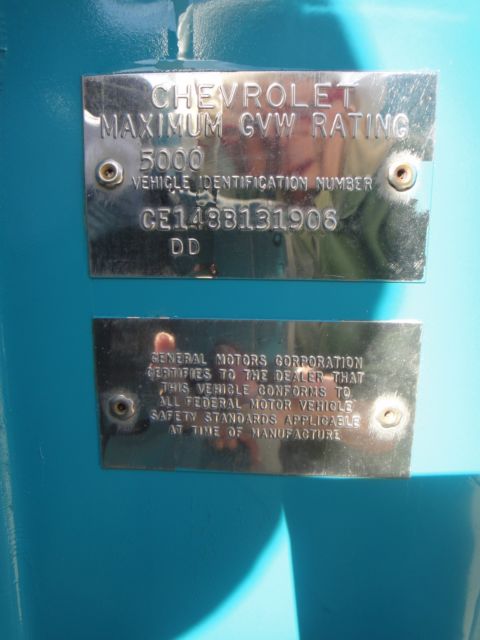 CHEVROLET
MAXIMUM GVW RATING
5000
VEHICLE IDENTIFICATION NUMBER
CE148B131908
DD
GENERAL MOTORS CORPORATION
CERTIFIES TO THE DEALER THAT
THIS VEHICLE CONFORMS TO
ALL FEDERAL MOTOR VEHICLE
SAFETY STANDARDS APPLICABLE
AT TIME OF MANUFACTURE